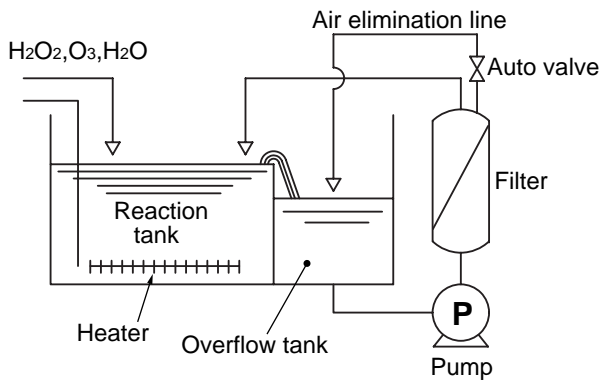 Air elimination line
H2O2,O3,H2O
Auto valve
Filter
Reaction
tank
Heater
Overflow tank
P
Pump